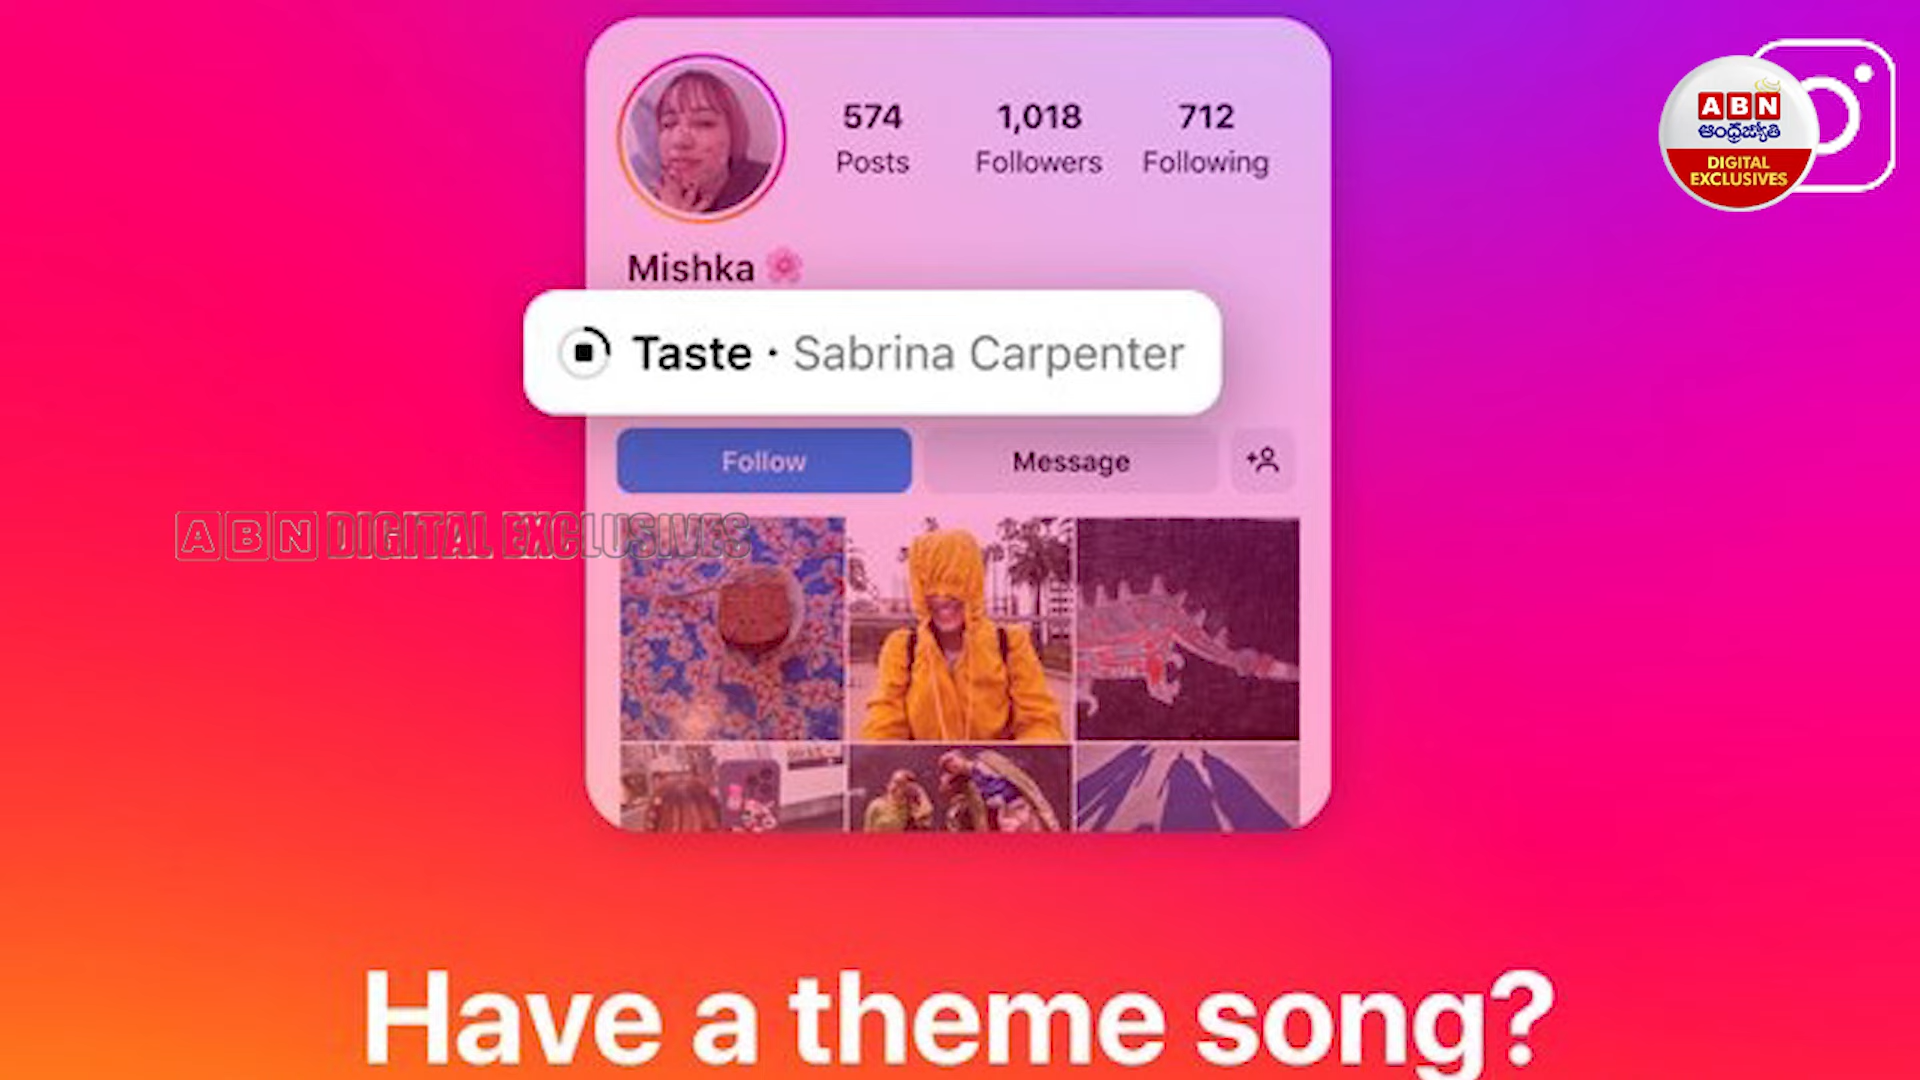 574
1,018
712
Posts
Followers
Following
Mishka
Taste · Sabrina Carpenter
Follow
Message
ABN
ఆంధ్రజ్యోతి
DIGITAL
EXCLUSIVES
ABN DIGITAL EXCLUSIVES
Have a theme song?